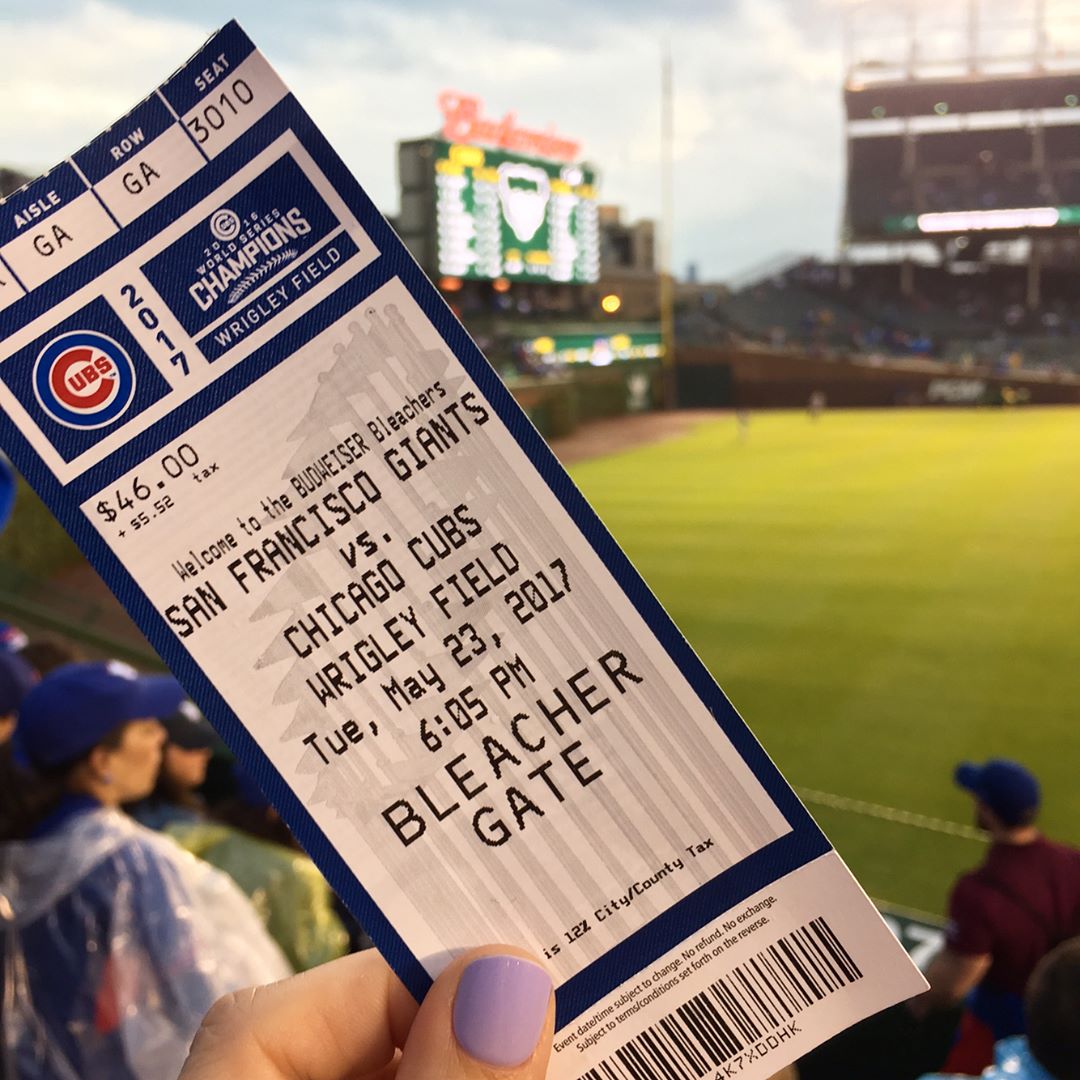 AISLE ROW SEAT
GA GA 3010
CUBS
2017
2016
WORLD SERIES
CHAMPIONS
WRIGLEY FIELD
$46.00
+ $5.52 tax
Welcome to the BUDWEISER Bleachers
SAN FRANCISCO GIANTS
vs.
CHICAGO CUBS
WRIGLEY FIELD
Tue, May 23, 2017
6:05 PM
BLEACHER
GATE
is 12% City/County Tax
Event date/time subject to change. No refund. No exchange.
Subject to terms/conditions set forth on the reverse.
4K7XDDHK
Budweiser